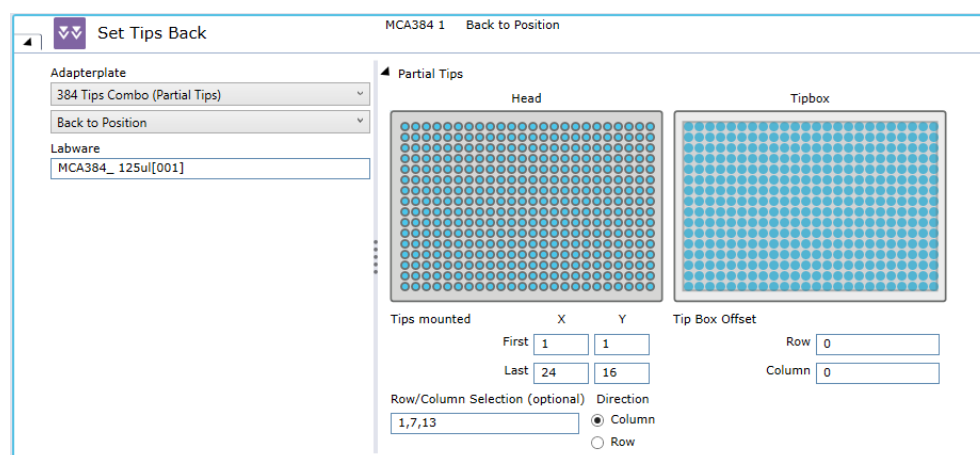 Set Tips Back
MCA384 1 Back to Position
Adapterplate
384 Tips Combo (Partial Tips)
Back to Position
Labware
MCA384_ 125ul[001]
Partial Tips
Head
Tipbox
Tips mounted X Y
First 1 1
Last 24 16
Row/Column Selection (optional)
1,7,13
Direction
Column
Row
Tip Box Offset
Row 0
Column 0